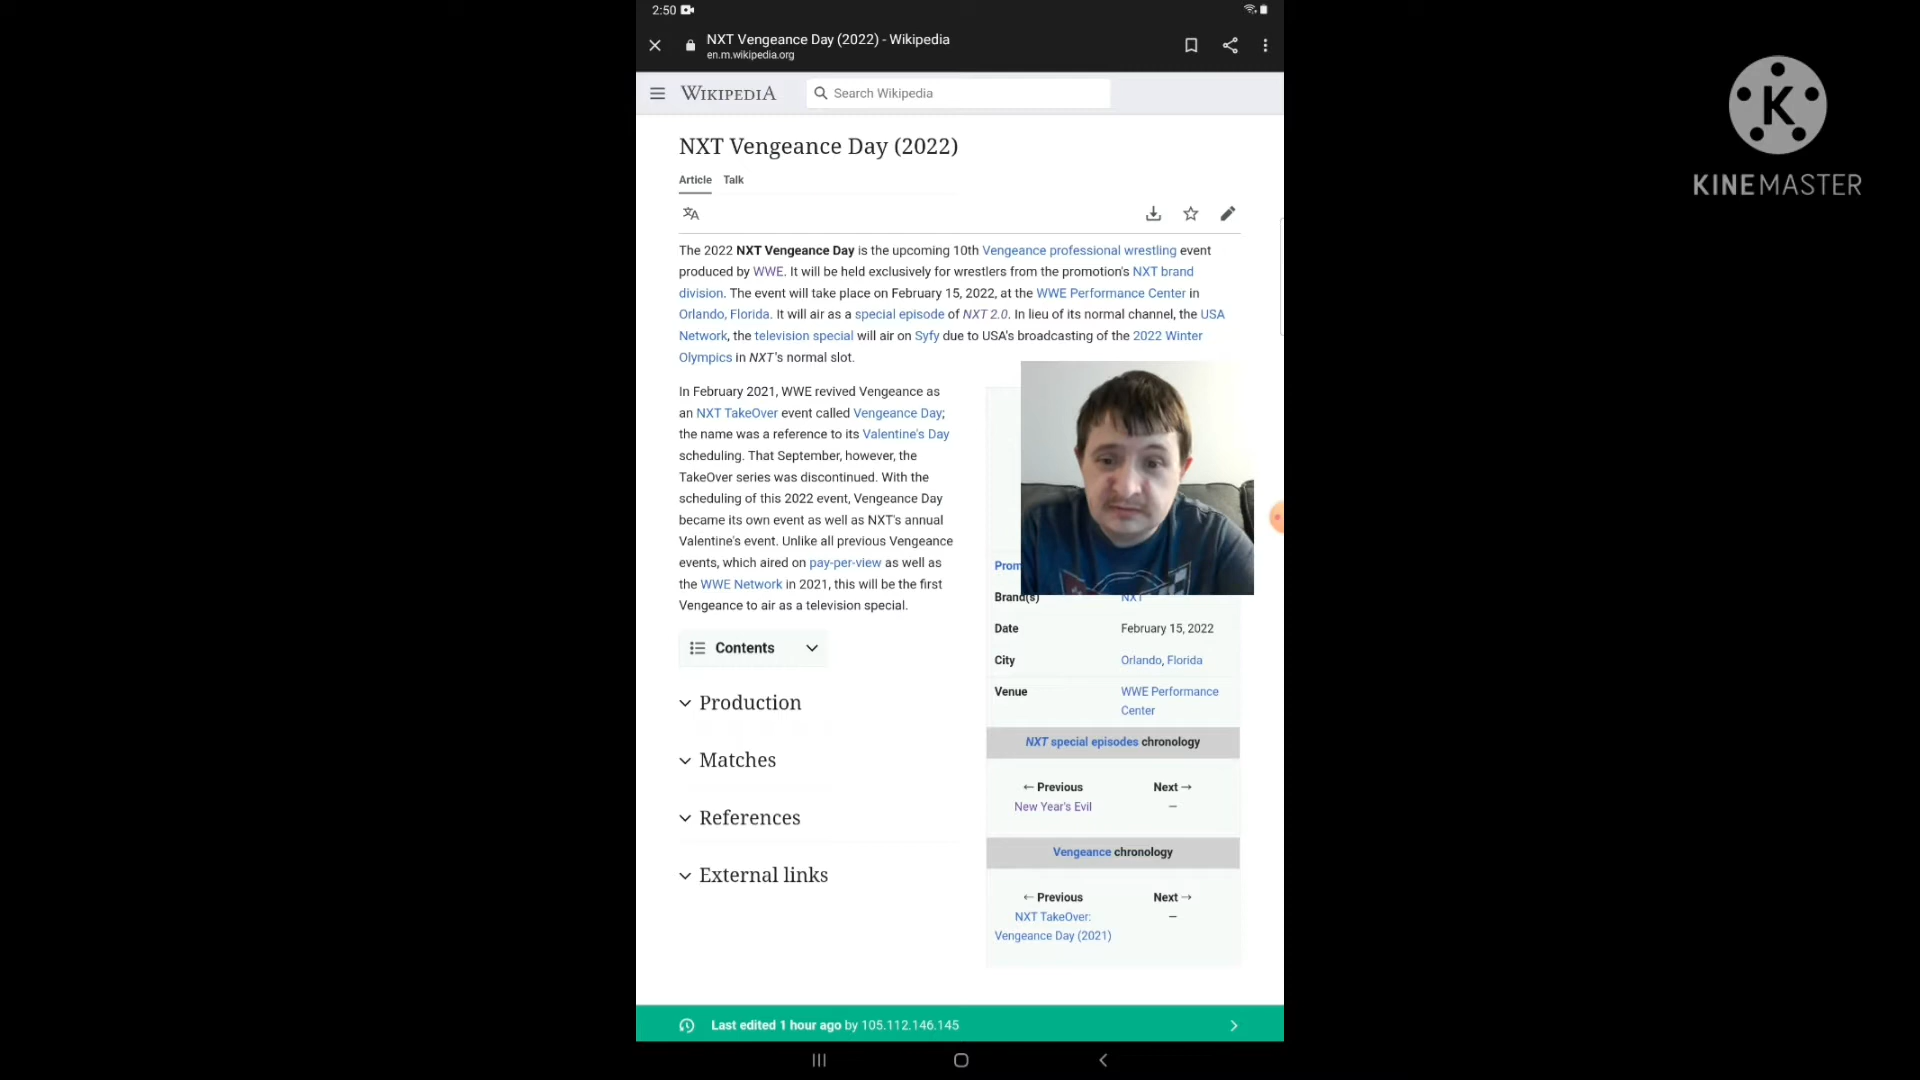 2:50
NXT Vengeance Day (2022) - Wikipedia
en.m.wikipedia.org
K
KINEMASTER
WIKIPEDIA
Search Wikipedia
NXT Vengeance Day (2022)
Article Talk
The 2022 NXT Vengeance Day is the upcoming 10th Vengeance professional wrestling event
produced by WWE. It will be held exclusively for wrestlers from the promotion's NXT brand
division. The event will take place on February 15, 2022, at the WWE Performance Center in
Orlando, Florida. It will air as a special episode of NXT 2.0. In lieu of its normal channel, the USA
Network, the television special will air on Syfy due to USA's broadcasting of the 2022 Winter
Olympics in NXT's normal slot.
In February 2021, WWE revived Vengeance as
an NXT TakeOver event called Vengeance Day;
the name was a reference to its Valentine's Day
scheduling. That September, however, the
TakeOver series was discontinued. With the
scheduling of this 2022 event, Vengeance Day
became its own event as well as NXT's annual
Valentine's event. Unlike all previous Vengeance
events, which aired on pay-per-view as well as
the WWE Network in 2021, this will be the first
Vengeance to air as a television special.
Prom
Brand(s) NXT
Date February 15, 2022
City Orlando, Florida
Venue WWE Performance
Center
NXT special episodes chronology
← Previous Next →
New Year's Evil –
Vengeance chronology
← Previous Next →
NXT TakeOver: –
Vengeance Day (2021)
Contents
Production
Matches
References
External links
Last edited 1 hour ago by 105.112.146.145